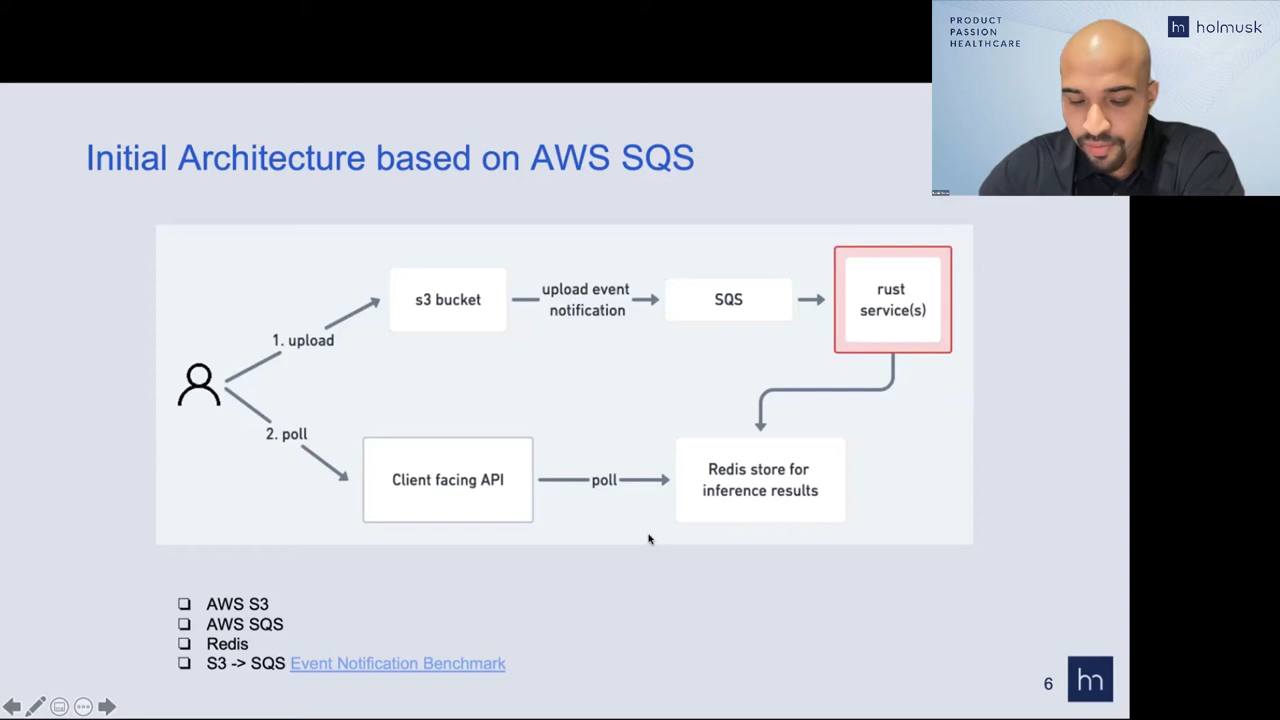 PRODUCT
PASSION
HEALTHCARE
hm holmusk
Initial Architecture based on AWS SQS
s3 bucket
upload event
notification
SQS
rust
service(s)
1. upload
2. poll
Client facing API
poll
Redis store for
inference results
❏ AWS S3
❏ AWS SQS
❏ Redis
❏ S3 -> SQS Event Notification Benchmark
6
hm